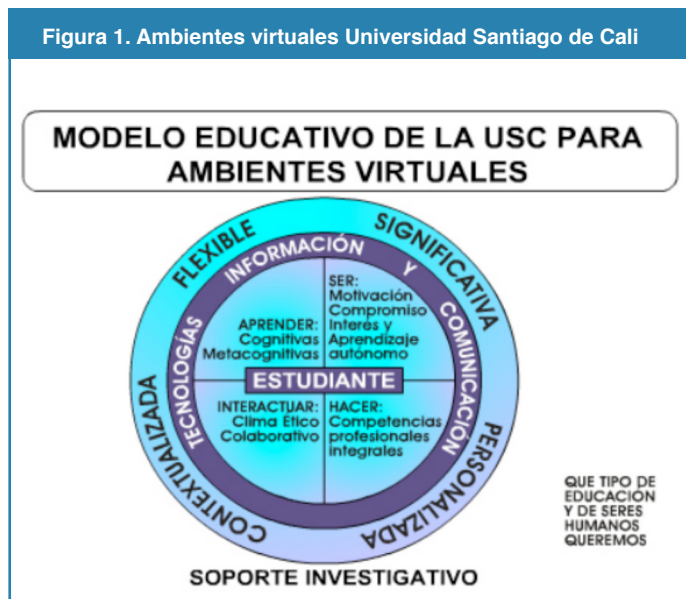 Figura 1. Ambientes virtuales Universidad Santiago de Cali
MODELO EDUCATIVO DE LA USC PARA
AMBIENTES VIRTUALES
FLEXIBLE
SIGNIFICATIVA
TECNOLOGÍAS
INFORMACIÓN
Y
COMUNICACIÓN
APRENDER:
Cognitivas
Metacognitivas
SER:
Motivación
Compromiso
Interés y
Aprendizaje
autónomo
ESTUDIANTE
INTERACTUAR:
Clima Ético
Colaborativo
HACER:
Competencias
profesionales
integrales
CONTEXTUALIZADA
PERSONALIZADA
QUE TIPO DE
EDUCACIÓN
Y DE SERES
HUMANOS
QUEREMOS
SOPORTE INVESTIGATIVO